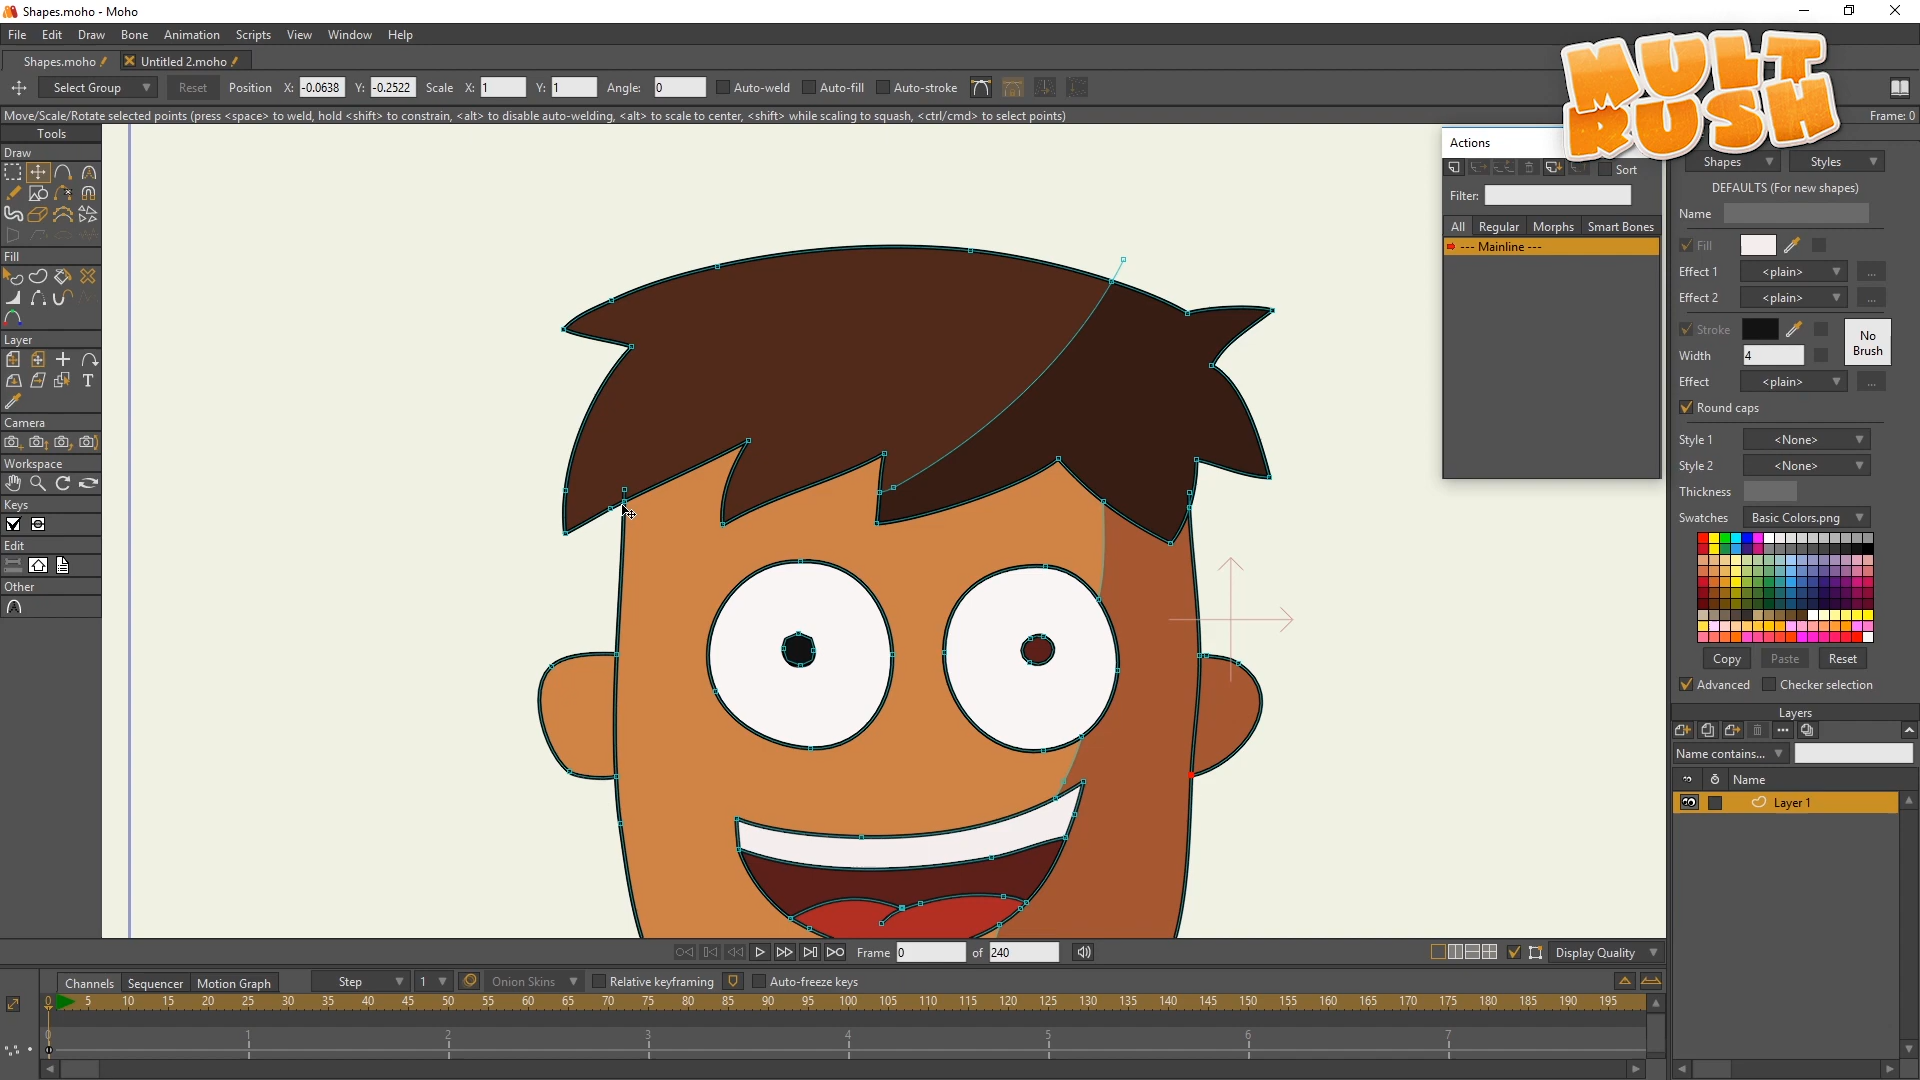 Shapes.moho - Moho
File Edit Draw Bone Animation Scripts View Window Help
Shapes.moho Untitled 2.moho
Select Group Reset Position X: -0.0638 Y: -0.2522 Scale X: 1 Y: 1 Angle: 0 Auto-weld Auto-fill Auto-stroke
Move/Scale/Rotate selected points (press <space> to weld, hold <shift> to constrain, <alt> to disable auto-welding, <alt> to scale to center, <shift> while scaling to squash, <ctrl/cmd> to select points)
Frame: 0
MULT
RUSH
Tools
Draw
Fill
Layer
Camera
Workspace
Keys
Edit
Other
Actions
Sort
Filter:
All Regular Morphs Smart Bones
--- Mainline ---
Shapes Styles
DEFAULTS (For new shapes)
Name
Fill
Effect 1 <plain> ...
Effect 2 <plain> ...
Stroke
No
Brush
Width 4
Effect <plain> ...
Round caps
Style 1 <None>
Style 2 <None>
Thickness
Swatches Basic Colors.png
Copy Paste Reset
Advanced Checker selection
Layers
Name contains...
Name
Layer 1
Frame 0 of 240 Display Quality
Channels Sequencer Motion Graph Step 1 Onion Skins Relative keyframing Auto-freeze keys
0 5 10 15 20 25 30 35 40 45 50 55 60 65 70 75 80 85 90 95 100 105 110 115 120 125 130 135 140 145 150 155 160 165 170 175 180 185 190 195
0 1 2 3 4 5 6 7